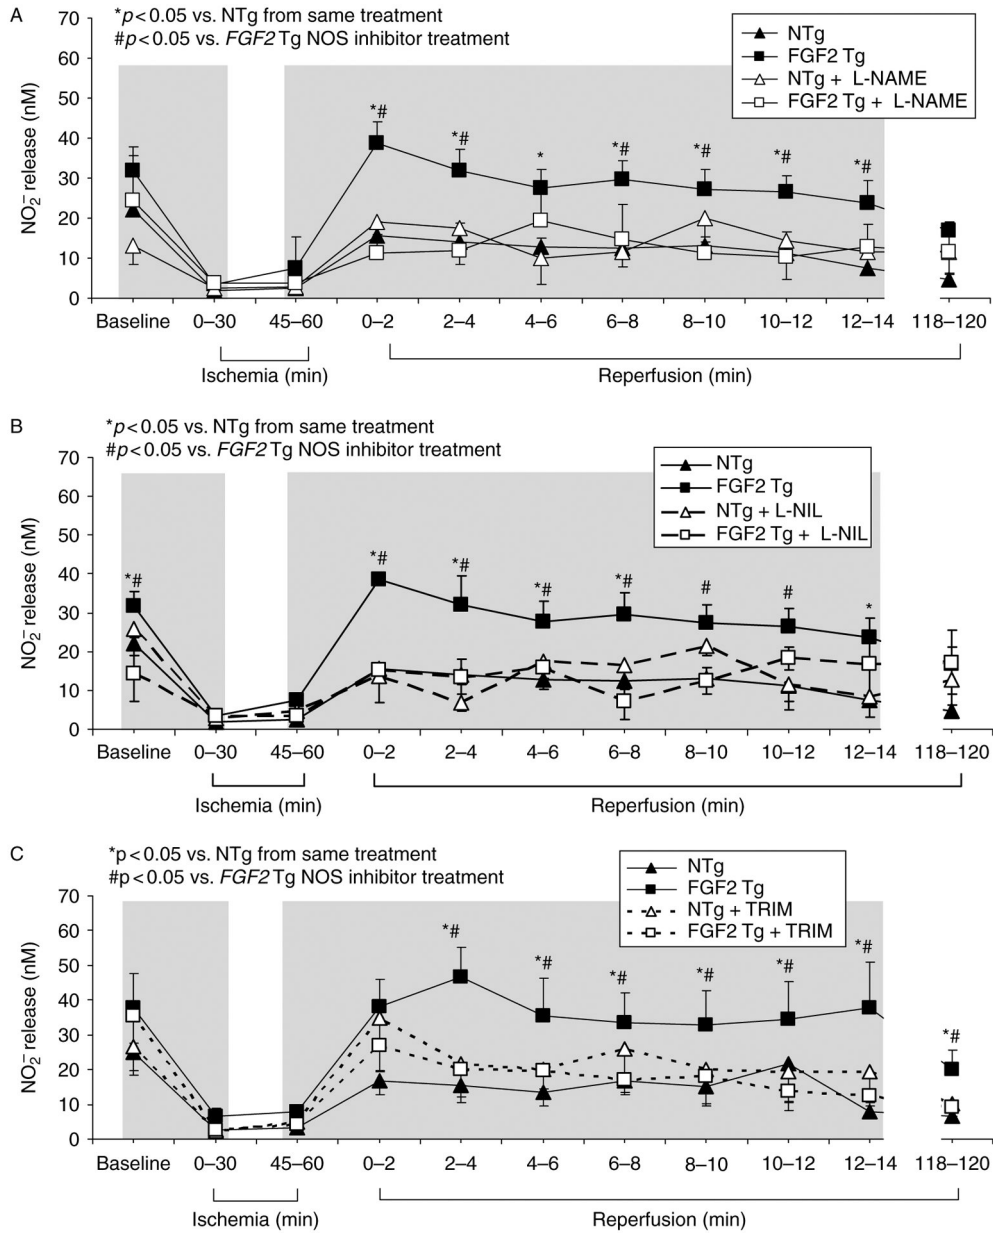 A
*p<0.05 vs. NTg from same treatment
#p<0.05 vs. FGF2 Tg NOS inhibitor treatment
NTg
FGF2 Tg
NTg + L-NAME
FGF2 Tg + L-NAME
NO2− release (nM)
70
60
50
40
30
20
10
0
*# *# * *# *# *# *#
Baseline 0–30 45–60 0–2 2–4 4–6 6–8 8–10 10–12 12–14 118–120
Ischemia (min) Reperfusion (min)
B
*p<0.05 vs. NTg from same treatment
#p<0.05 vs. FGF2 Tg NOS inhibitor treatment
NTg
FGF2 Tg
NTg + L-NIL
FGF2 Tg + L-NIL
NO2− release (nM)
70
60
50
40
30
20
10
0
*# *# *# *# *# # # *
Baseline 0–30 45–60 0–2 2–4 4–6 6–8 8–10 10–12 12–14 118–120
Ischemia (min) Reperfusion (min)
C
*p<0.05 vs. NTg from same treatment
#p<0.05 vs. FGF2 Tg NOS inhibitor treatment
NTg
FGF2 Tg
NTg + TRIM
FGF2 Tg + TRIM
NO2− release (nM)
70
60
50
40
30
20
10
0
*# *# *# *# *# *# *#
Baseline 0–30 45–60 0–2 2–4 4–6 6–8 8–10 10–12 12–14 118–120
Ischemia (min) Reperfusion (min)